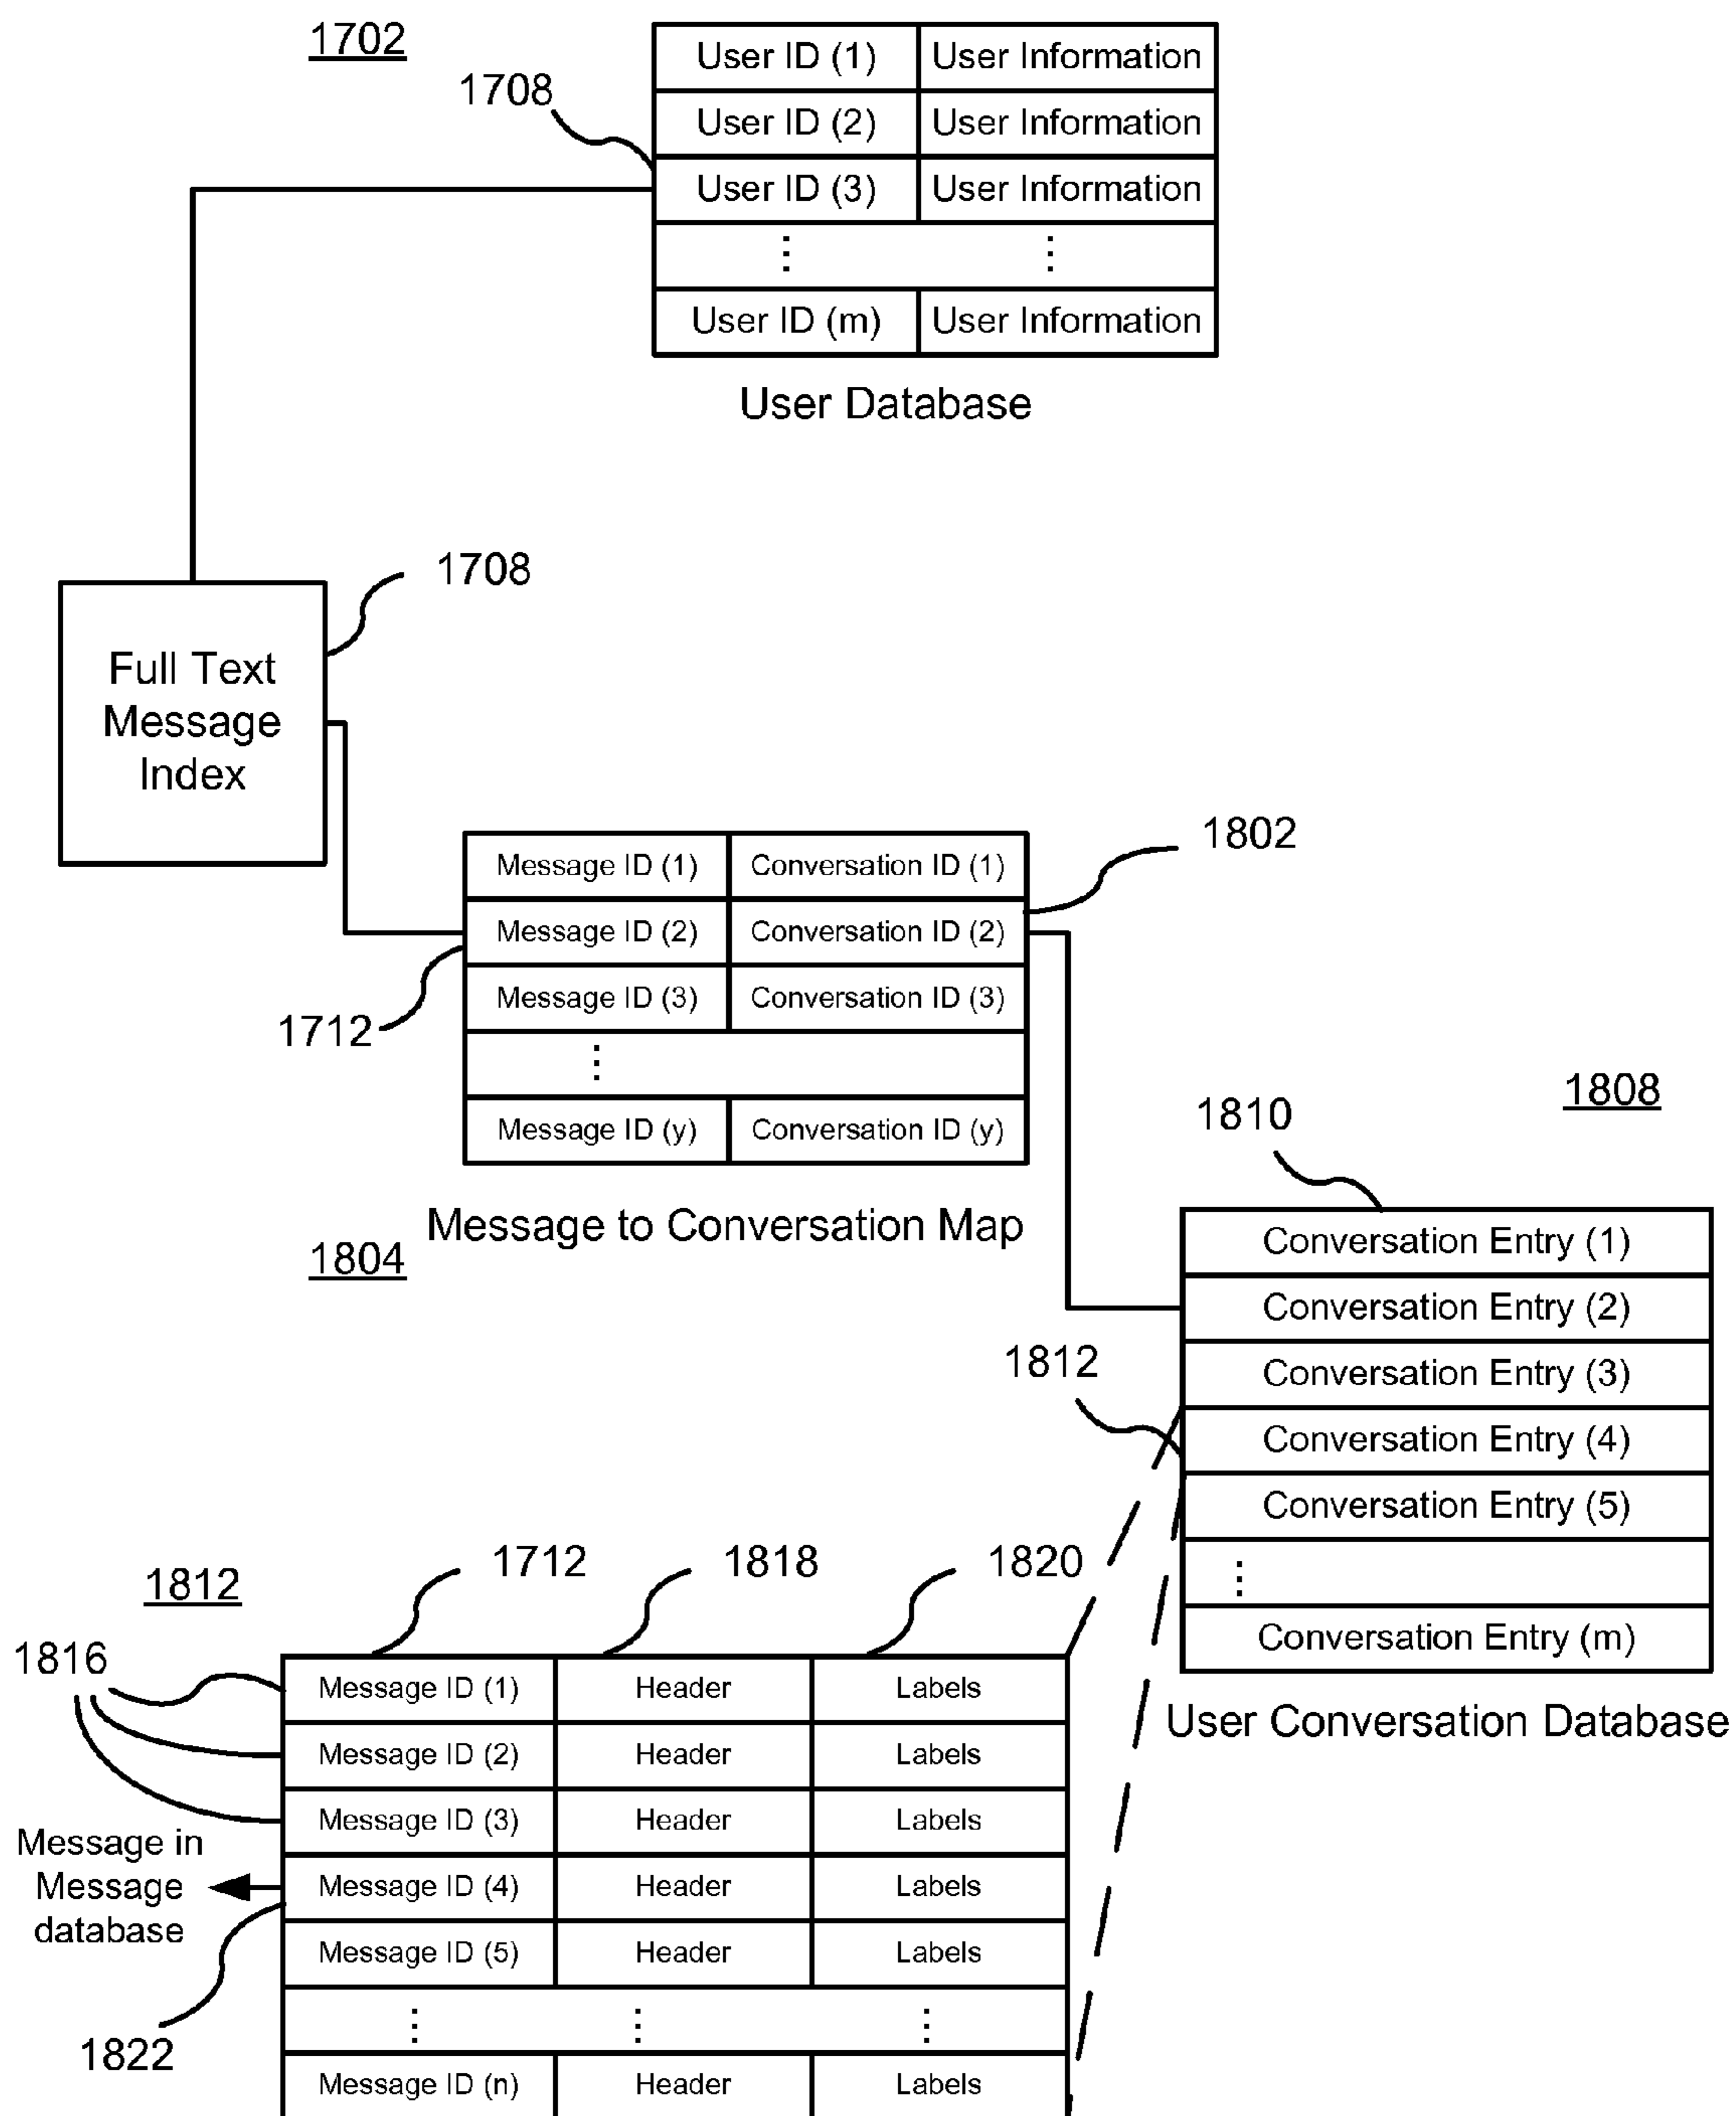 1702
User ID (1) User Information
1708
User ID (2) User Information
User ID (3) User Information
⋮ ⋮
User ID (m) User Information
User Database
1708
Full Text
Message
Index
1802
Message ID (1) Conversation ID (1)
Message ID (2) Conversation ID (2)
Message ID (3) Conversation ID (3)
1712
⋮
Message ID (y) Conversation ID (y)
Message to Conversation Map
1804
1808
1810
Conversation Entry (1)
Conversation Entry (2)
1812
Conversation Entry (3)
Conversation Entry (4)
Conversation Entry (5)
⋮
Conversation Entry (m)
User Conversation Database
1812
1712 1818 1820
1816
Message ID (1) Header Labels
Message ID (2) Header Labels
Message ID (3) Header Labels
Message in
Message
database
Message ID (4) Header Labels
Message ID (5) Header Labels
⋮ ⋮ ⋮
1822
Message ID (n) Header Labels